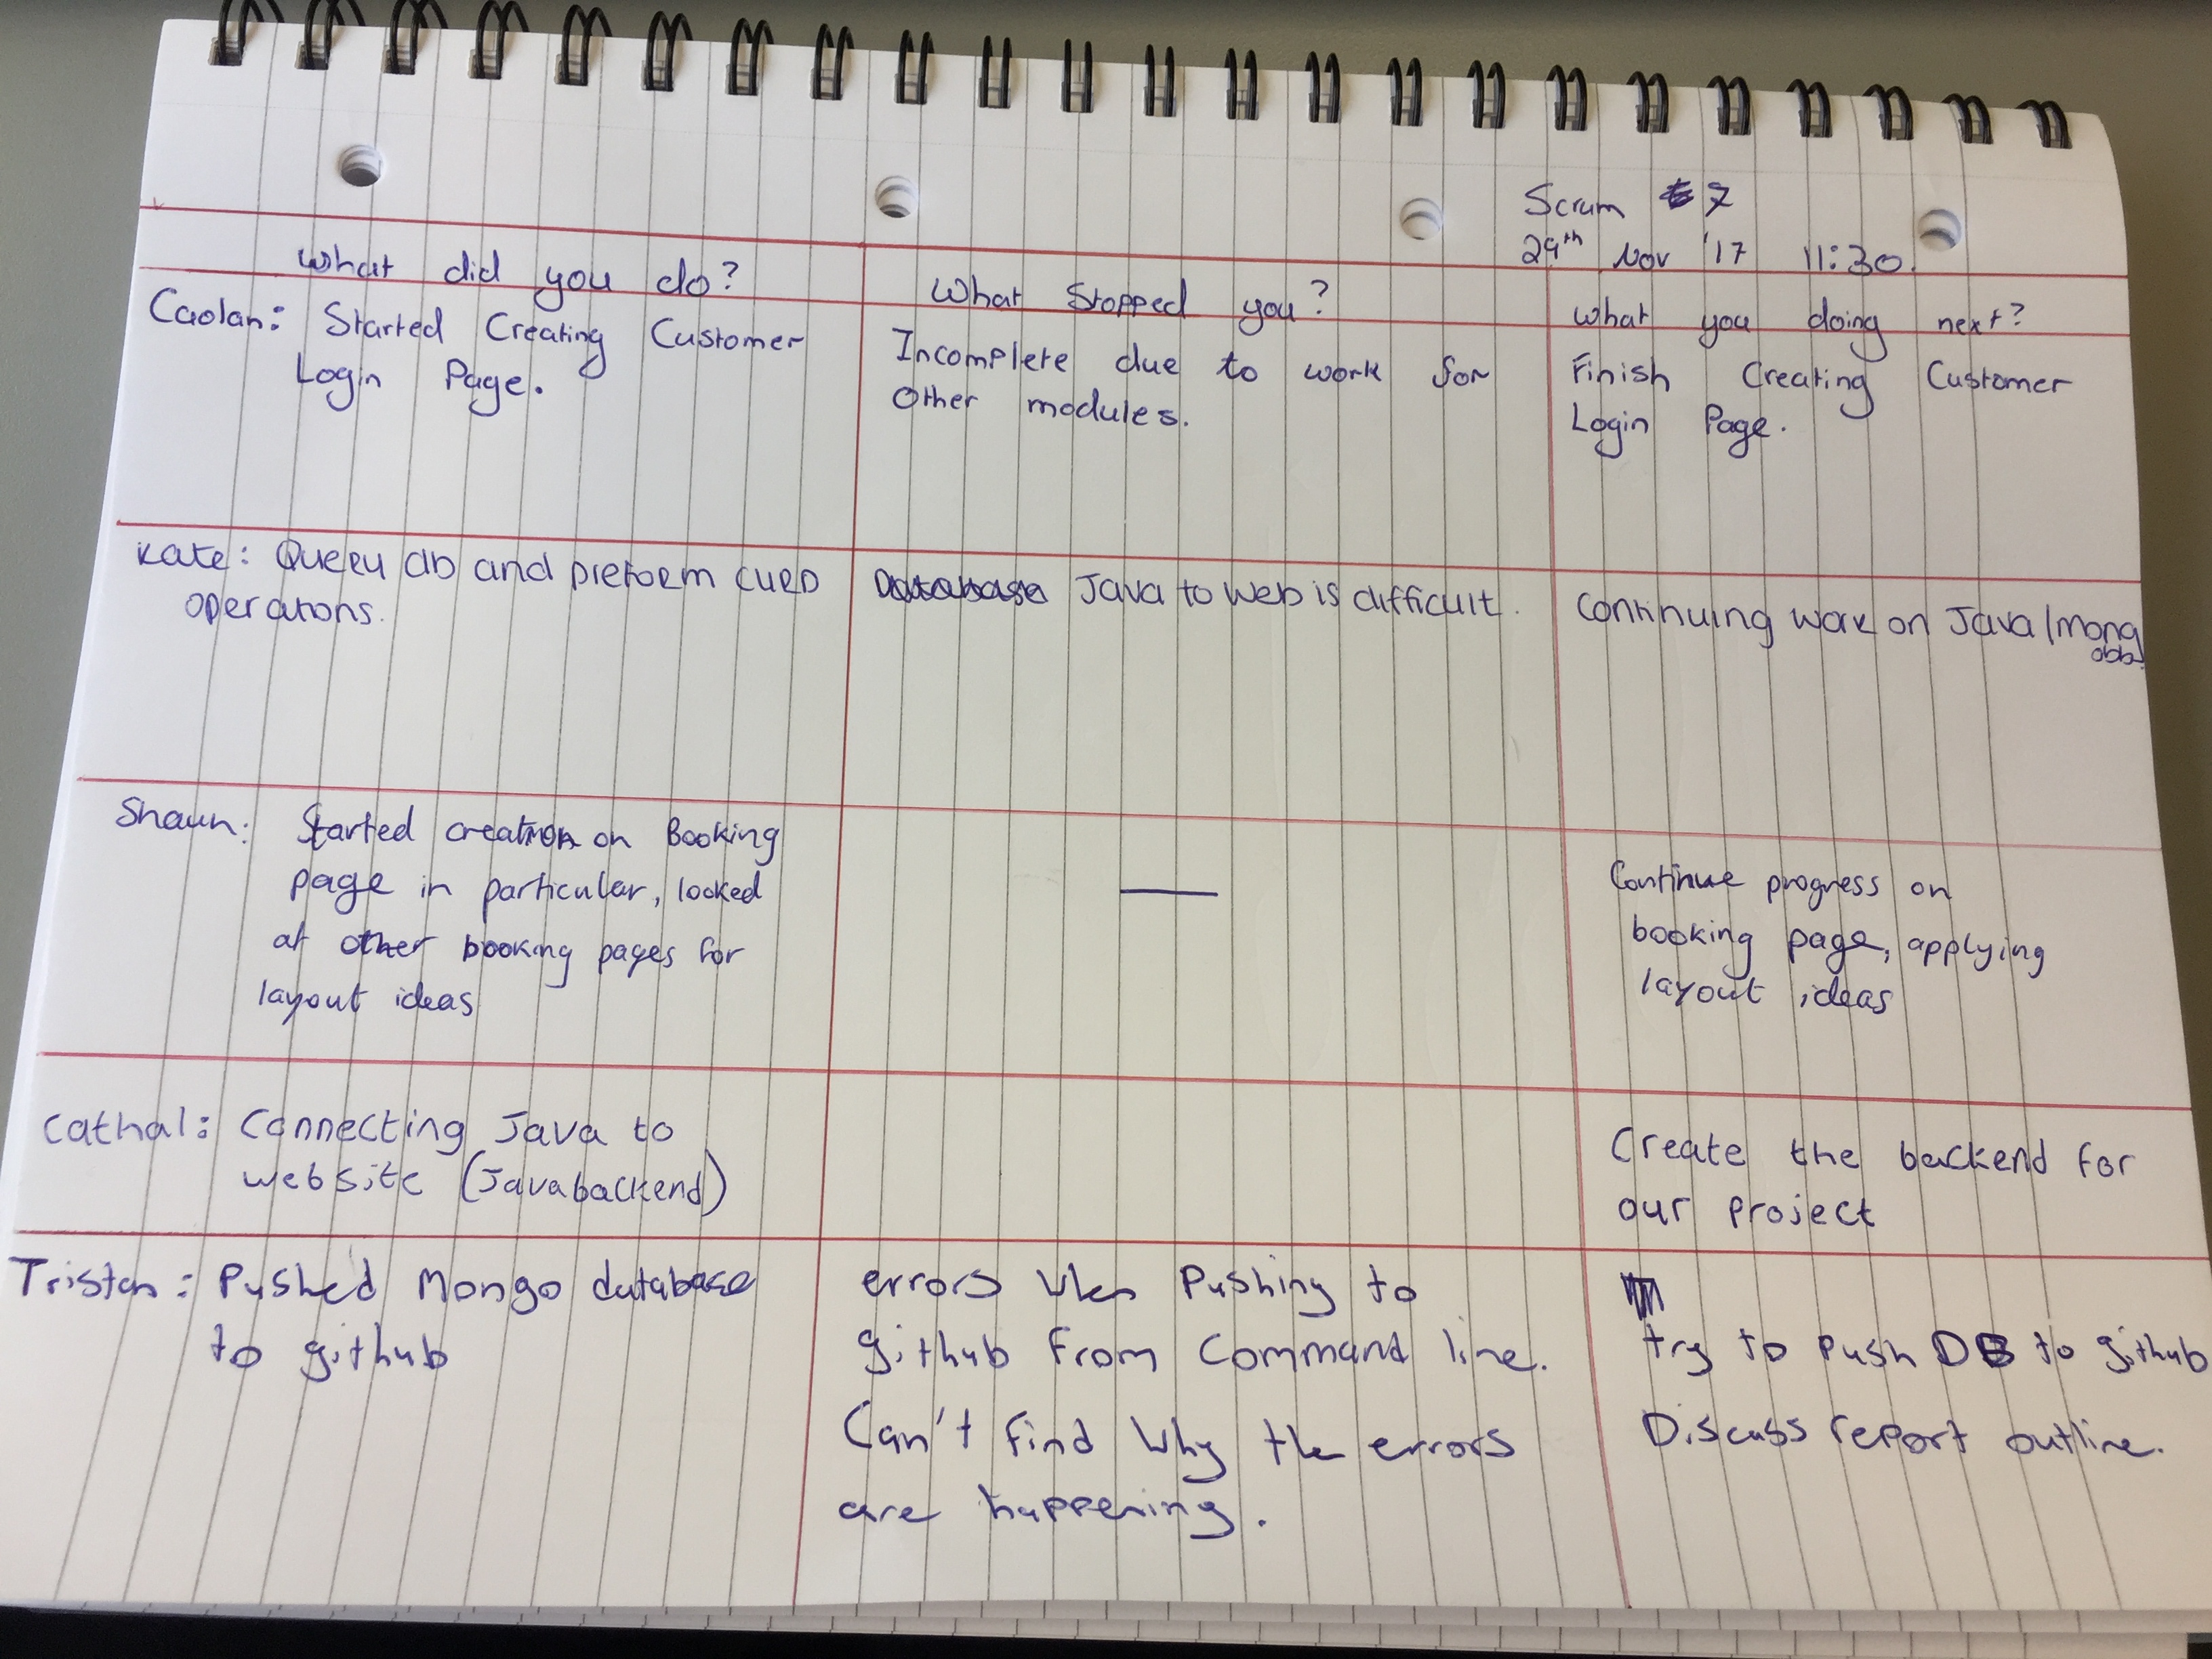 Scrum #7
29th Nov '17 11:30.
What did you do?
What Stopped you?
What you doing next?
Caolan: Started Creating Customer
Login Page.
Incomplete due to work for
other modules.
Finish Creating Customer
Login Page.
Kate: Query db and preform CURD
operations.
Java to web is difficult.
Continuing work on Java/mong
Shaun: Started creation on booking
page in particular, looked
at other booking pages for
layout ideas
—
Continue progress on
booking page, applying
layout ideas
Cathal: Connecting Java to
website (Javabackend)
Create the backend for
our project
Tristan: Pushed Mongo database
to github
errors when pushing to
github from command line.
Can't find why the errors
are happening.
try to push DB to github
Discuss report outline.